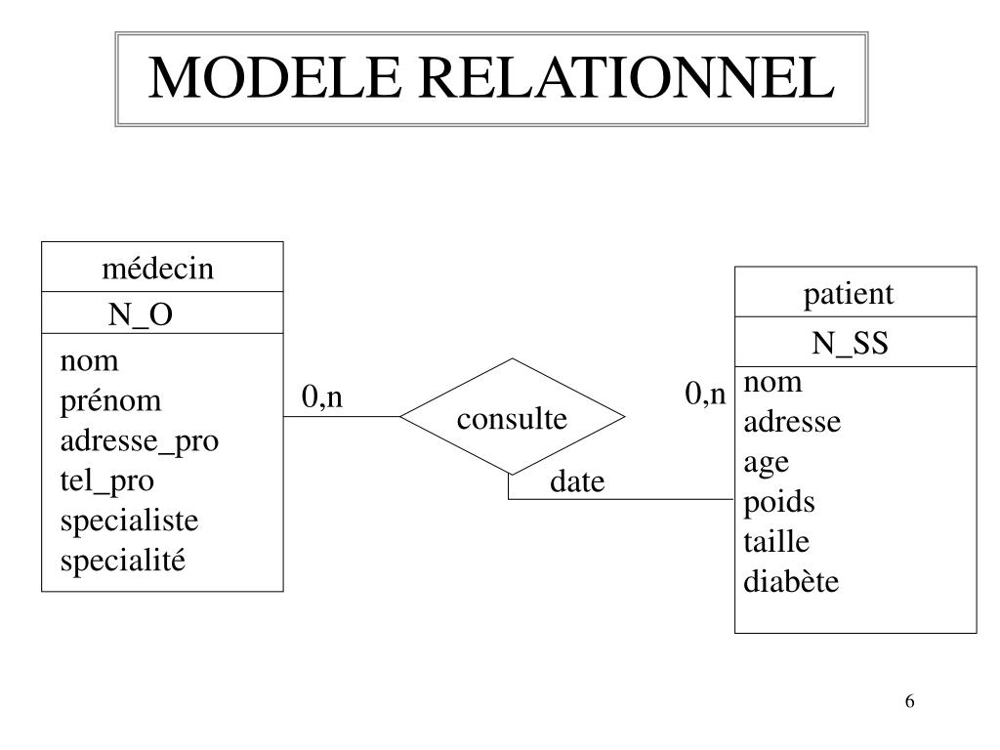 MODELE RELATIONNEL
médecin
N_O
nom
prénom
adresse_pro
tel_pro
specialiste
specialité
0,n
consulte
date
0,n
patient
N_SS
nom
adresse
age
poids
taille
diabète
6